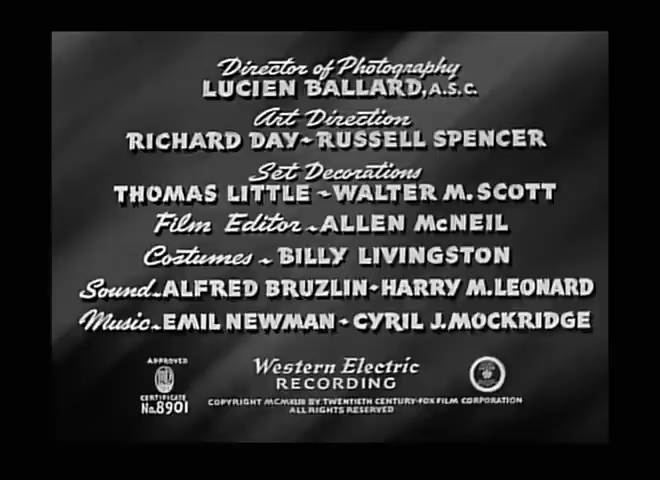 Director of Photography
LUCIEN BALLARD, A.S.C.
Art Direction
RICHARD DAY ~ RUSSELL SPENCER
Set Decorations
THOMAS LITTLE ~ WALTER M. SCOTT
Film Editor ~ ALLEN McNEIL
Costumes ~ BILLY LIVINGSTON
Sound ~ ALFRED BRUZLIN ~ HARRY M. LEONARD
Music ~ EMIL NEWMAN ~ CYRIL J. MOCKRIDGE
APPROVED
CERTIFICATE
No. 8901
Western Electric
RECORDING
COPYRIGHT MCMXLIII BY TWENTIETH CENTURY-FOX FILM CORPORATION
ALL RIGHTS RESERVED